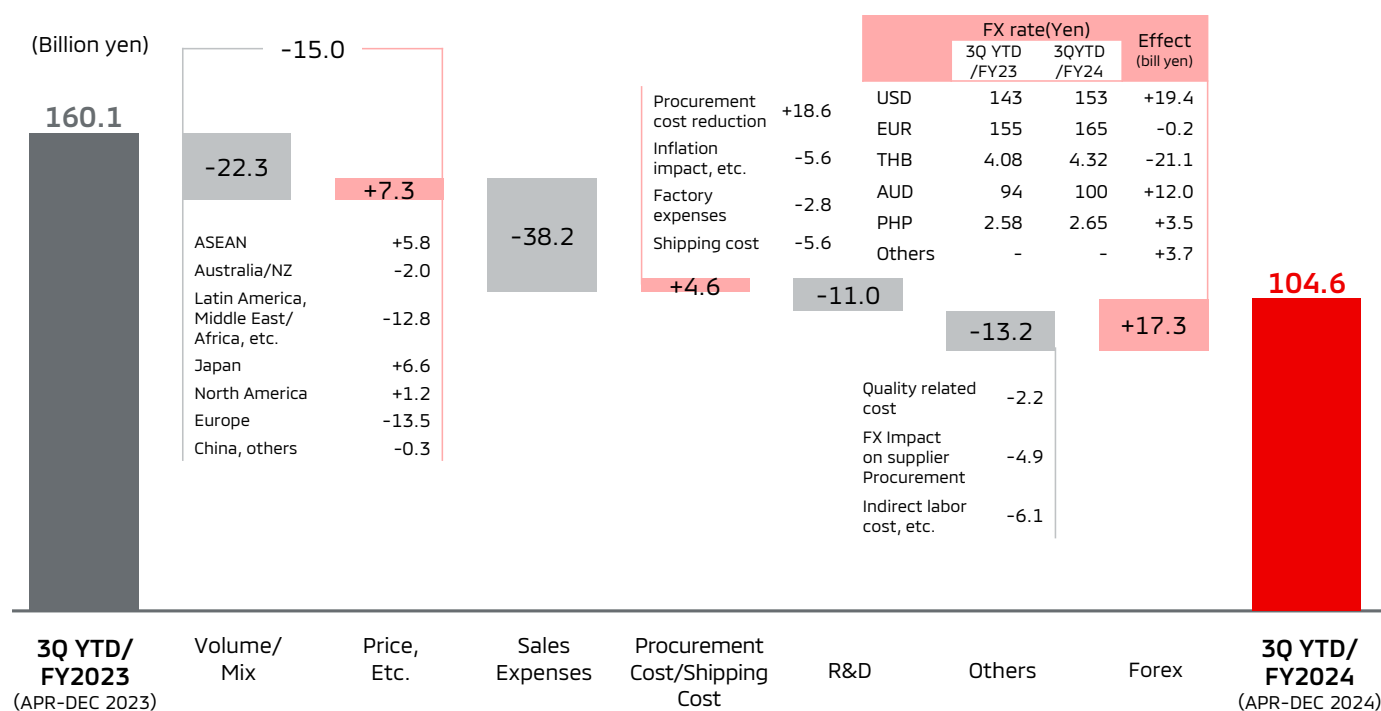 (Billion yen)
-15.0
160.1
-22.3
+7.3
ASEAN +5.8
Australia/NZ -2.0
Latin America,
Middle East/
Africa, etc. -12.8
Japan +6.6
North America +1.2
Europe -13.5
China, others -0.3
-38.2
Procurement
cost reduction +18.6
Inflation
impact, etc. -5.6
Factory
expenses -2.8
Shipping cost -5.6
+4.6
-11.0
-13.2
Quality related
cost -2.2
FX Impact
on supplier
Procurement -4.9
Indirect labor
cost, etc. -6.1
FX rate(Yen) Effect
(bill yen)
3Q YTD
/FY23
3QYTD
/FY24
USD 143 153 +19.4
EUR 155 165 -0.2
THB 4.08 4.32 -21.1
AUD 94 100 +12.0
PHP 2.58 2.65 +3.5
Others - - +3.7
+17.3
104.6
3Q YTD/
FY2023
(APR-DEC 2023)
Volume/
Mix
Price,
Etc.
Sales
Expenses
Procurement
Cost/Shipping
Cost
R&D
Others
Forex
3Q YTD/
FY2024
(APR-DEC 2024)